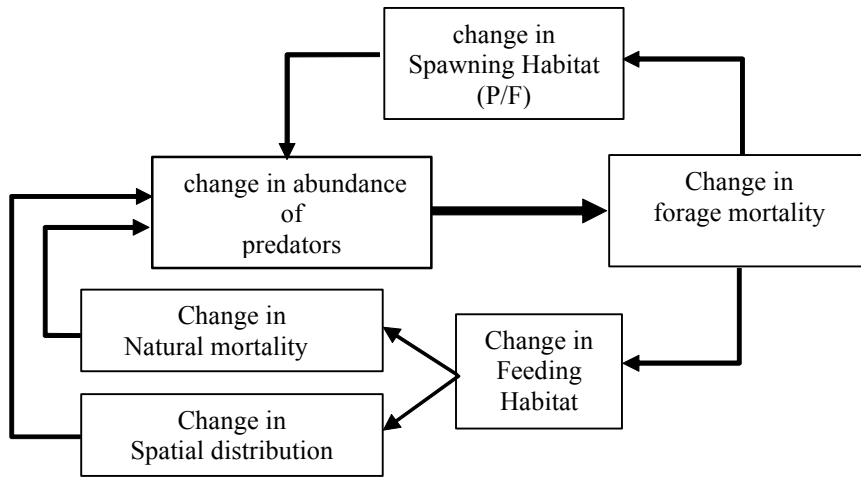 change in
Spawning Habitat
(P/F)
change in abundance
of
predators
Change in
forage mortality
Change in
Natural mortality
Change in
Feeding
Habitat
Change in
Spatial distribution